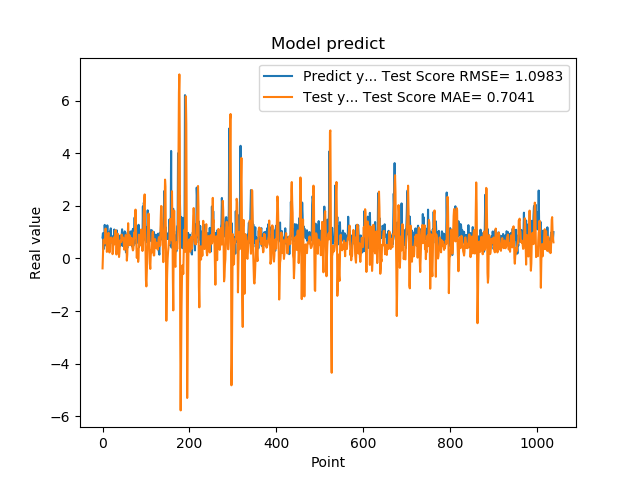 Model predict
Predict y... Test Score RMSE= 1.0983
Test y... Test Score MAE= 0.7041
Real value
6
4
2
0
−2
−4
−6
0 200 400 600 800 1000
Point